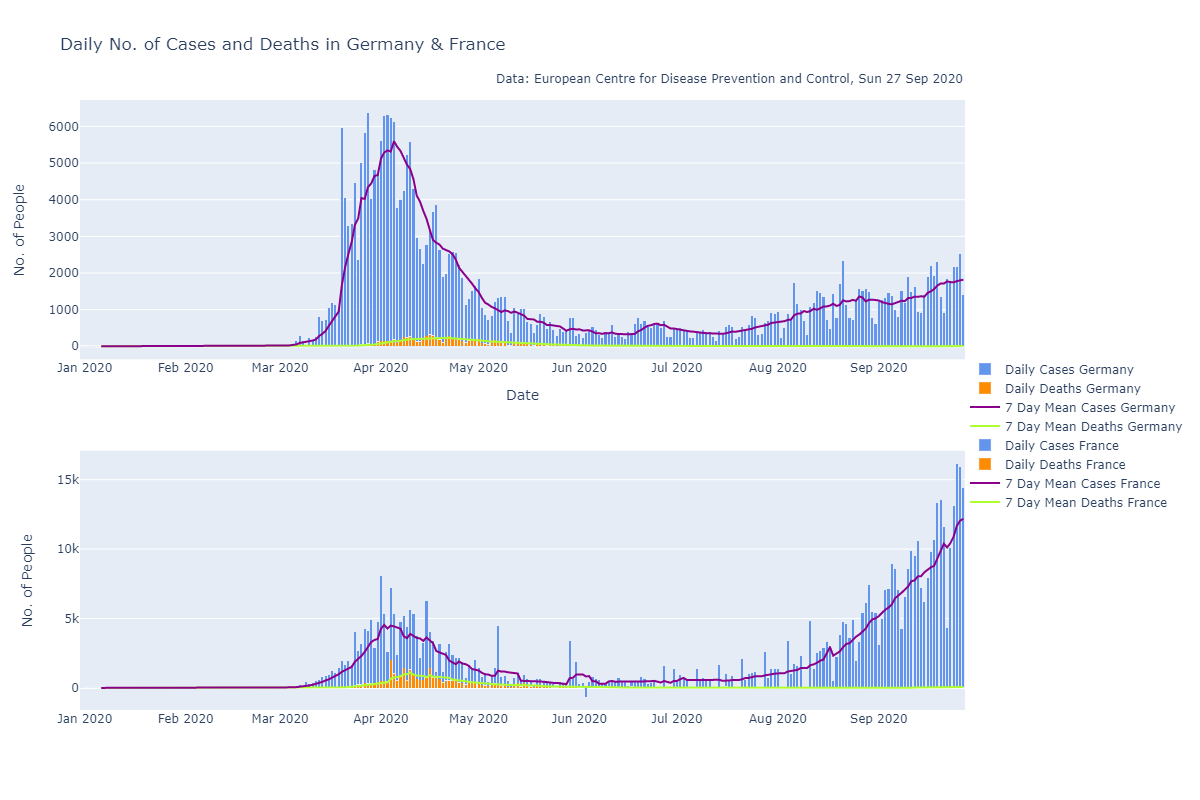 Daily No. of Cases and Deaths in Germany & France
Data: European Centre for Disease Prevention and Control, Sun 27 Sep 2020
No. of People
6000
5000
4000
3000
2000
1000
0
Jan 2020 Feb 2020 Mar 2020 Apr 2020 May 2020 Jun 2020 Jul 2020 Aug 2020 Sep 2020
Date
Daily Cases Germany
Daily Deaths Germany
7 Day Mean Cases Germany
7 Day Mean Deaths Germany
Daily Cases France
Daily Deaths France
7 Day Mean Cases France
7 Day Mean Deaths France
No. of People
15k
10k
5k
0
Jan 2020 Feb 2020 Mar 2020 Apr 2020 May 2020 Jun 2020 Jul 2020 Aug 2020 Sep 2020